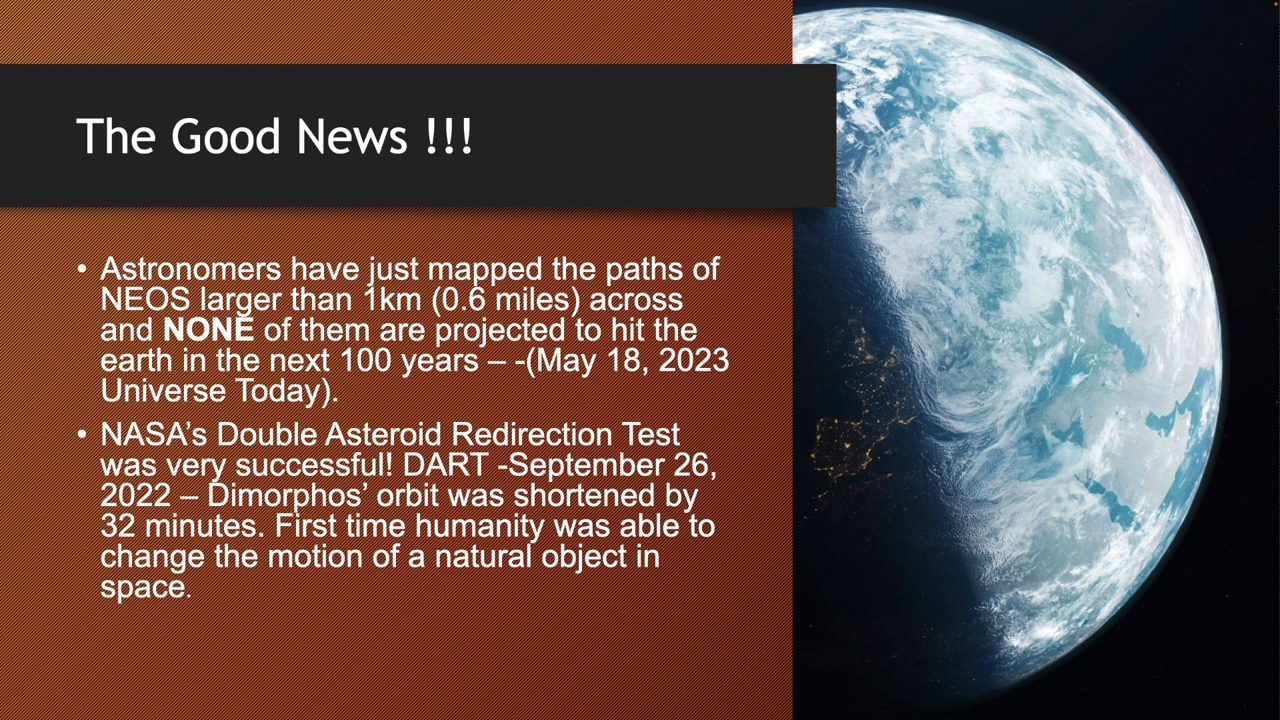 The Good News !!!
• Astronomers have just mapped the paths of
NEOS larger than 1km (0.6 miles) across
and NONE of them are projected to hit the
earth in the next 100 years – -(May 18, 2023
Universe Today).
• NASA’s Double Asteroid Redirection Test
was very successful! DART -September 26,
2022 – Dimorphos’ orbit was shortened by
32 minutes. First time humanity was able to
change the motion of a natural object in
space.